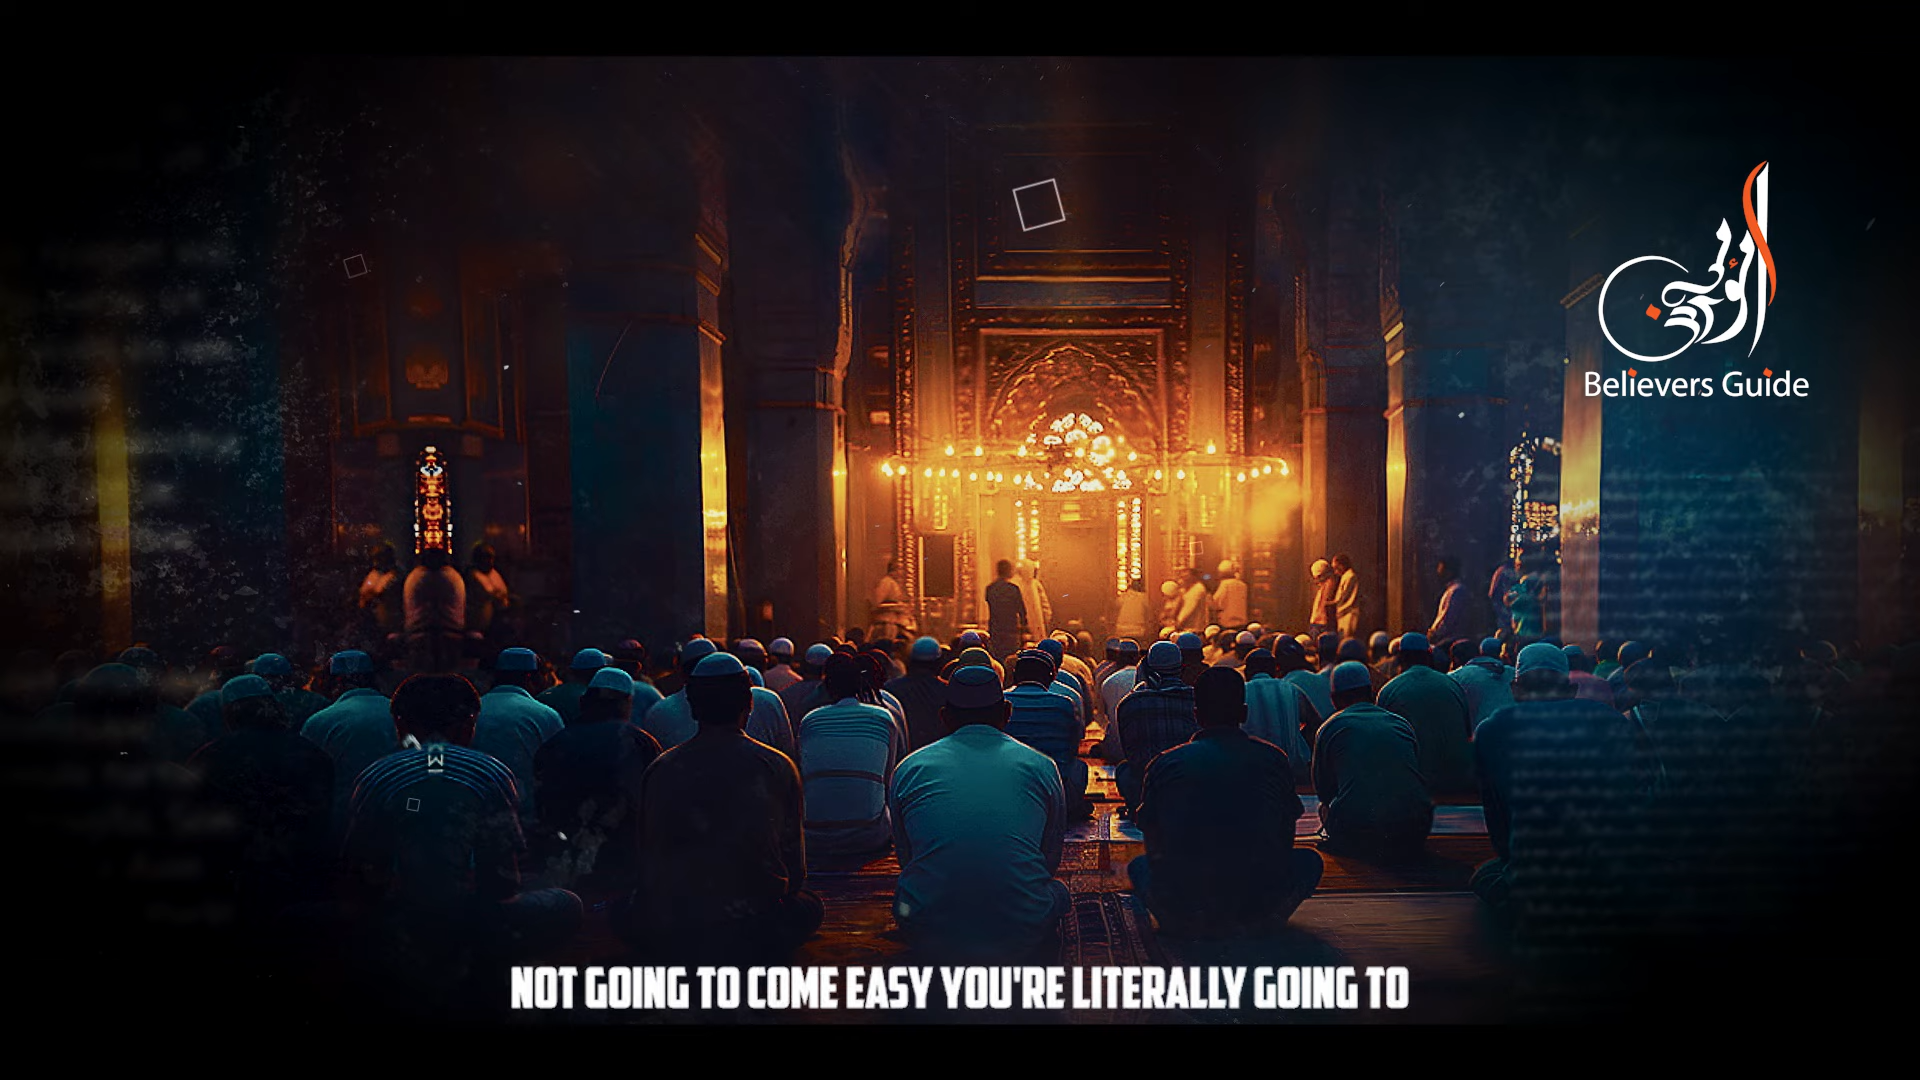 Believers Guide
NOT GOING TO COME EASY YOU'RE LITERALLY GOING TO